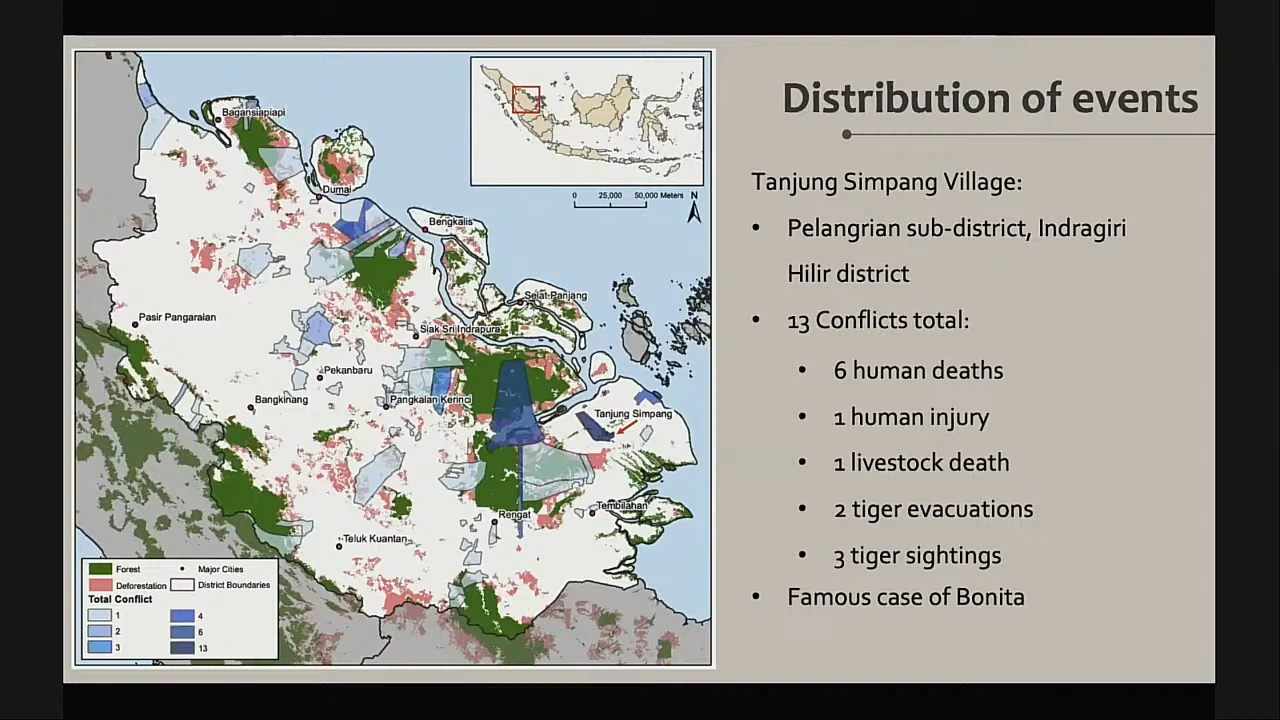 Distribution of events
Tanjung Simpang Village:
• Pelangrian sub-district, Indragiri
Hilir district
• 13 Conflicts total:
• 6 human deaths
• 1 human injury
• 1 livestock death
• 2 tiger evacuations
• 3 tiger sightings
• Famous case of Bonita
Bagansiapiapi
Dumai
0 25,000 50,000 Meters
N
Bengkalis
Selat Panjang
Pasir Pangaraian
Siak Sri Indrapura
Pekanbaru
Bangkinang
Pangkalan Kerinci
Tanjung Simpang
Rengat
Tembilahan
Teluk Kuantan
Forest
Major Cities
Deforestation
District Boundaries
Total Conflict
1
4
2
6
3
13